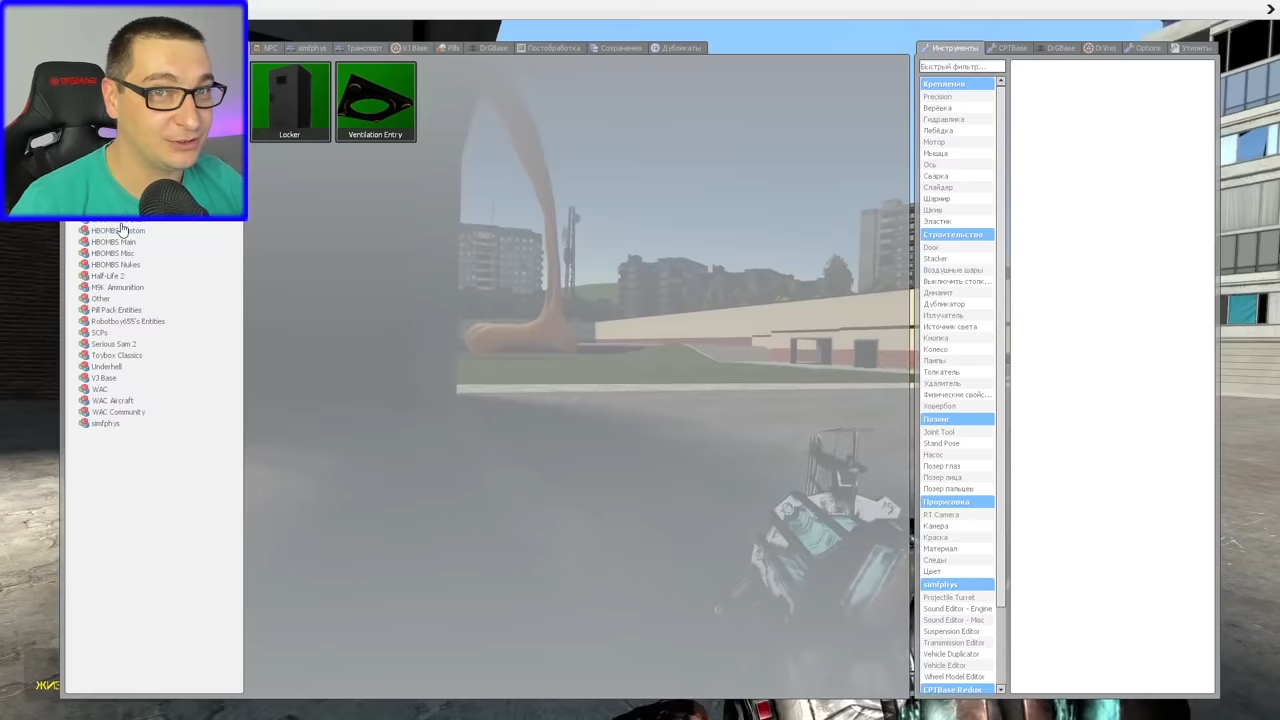 NPC
simfphys
Транспорт
VJ Base
Pills
DrGBase
Постобработка
Сохранения
Дубликаты
Locker
Ventilation Entry
HBOMBS Main
HBOMBS Misc
HBOMBS Nukes
Half-Life 2
M9K Ammunition
Other
Pill Pack Entities
Robotboy655's Entities
SCPs
Serious Sam 2
Toybox Classics
Underhell
VJ Base
WAC
WAC Aircraft
WAC Community
simfphys
Инструменты
CPTBase
DrGBase
DrVrej
Options
Утилиты
Быстрый фильтр...
Крепления
Precision
Верёвка
Гидравлика
Лебёдка
Мотор
Мышца
Ось
Сварка
Слайдер
Шарнир
Шкив
Эластик
Строительство
Door
Stacker
Воздушные шары
Выключить столк...
Динамит
Дубликатор
Излучатель
Источник света
Кнопка
Колесо
Лампы
Толкатель
Удалитель
Физические свойс...
Ховербол
Позинг
Joint Tool
Stand Pose
Насос
Позер глаз
Позер лица
Позер пальцев
Прорисовка
RT Camera
Камера
Краска
Материал
Следы
Цвет
simfphys
Projectile Turret
Sound Editor - Engine
Sound Editor - Misc
Suspension Editor
Transmission Editor
Vehicle Duplicator
Vehicle Editor
Wheel Model Editor
CPTBase Redux